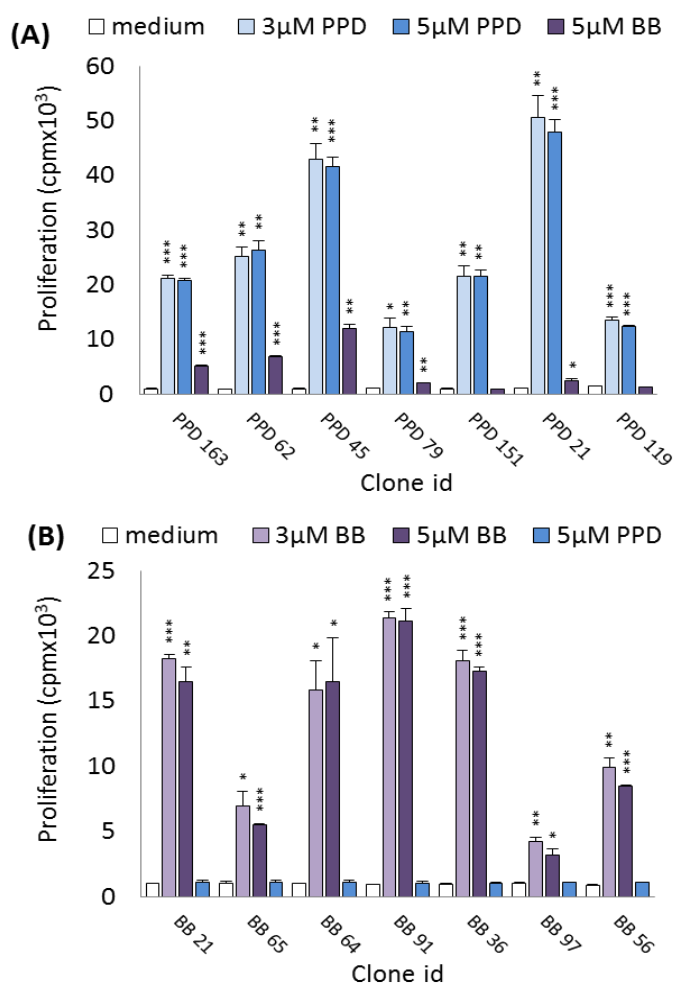 (A)
medium 3µM PPD 5µM PPD 5µM BB
Proliferation (cpmx10³)
60
50
40
30
20
10
0
*** *** ***
** ** ***
** *** **
* ** **
** **
** *** *
*** ***
PPD 163 PPD 62 PPD 45 PPD 79 PPD 151 PPD 21 PPD 119
Clone id
(B)
medium 3µM BB 5µM BB 5µM PPD
Proliferation (cpmx10³)
25
20
15
10
5
0
*** **
* ***
* *
*** ***
*** ***
** *
** ***
BB 21 BB 65 BB 64 BB 91 BB 36 BB 97 BB 56
Clone id